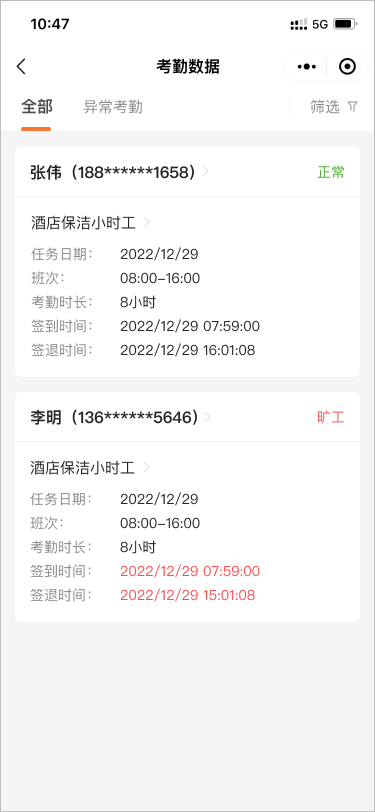 10:47
5G
考勤数据
全部
异常考勤
筛选
张伟（188******1658）
正常
酒店保洁小时工
任务日期：
2022/12/29
班次：
08:00-16:00
考勤时长：
8小时
签到时间：
2022/12/29 07:59:00
签退时间：
2022/12/29 16:01:08
李明（136******5646）
旷工
酒店保洁小时工
任务日期：
2022/12/29
班次：
08:00-16:00
考勤时长：
8小时
签到时间：
2022/12/29 07:59:00
签退时间：
2022/12/29 15:01:08